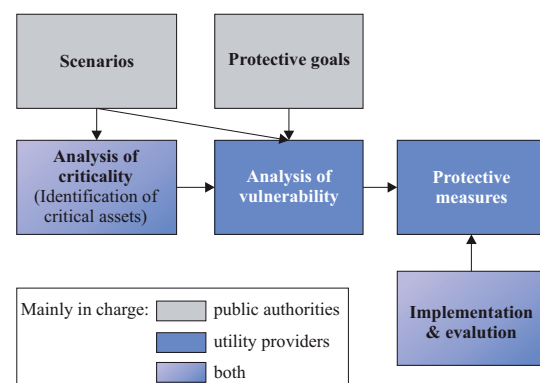 Scenarios
Protective goals
Analysis of
criticality
(Identification of
critical assets)
Analysis of
vulnerability
Protective
measures
Implementation
& evalution
Mainly in charge:
public authorities
utility providers
both